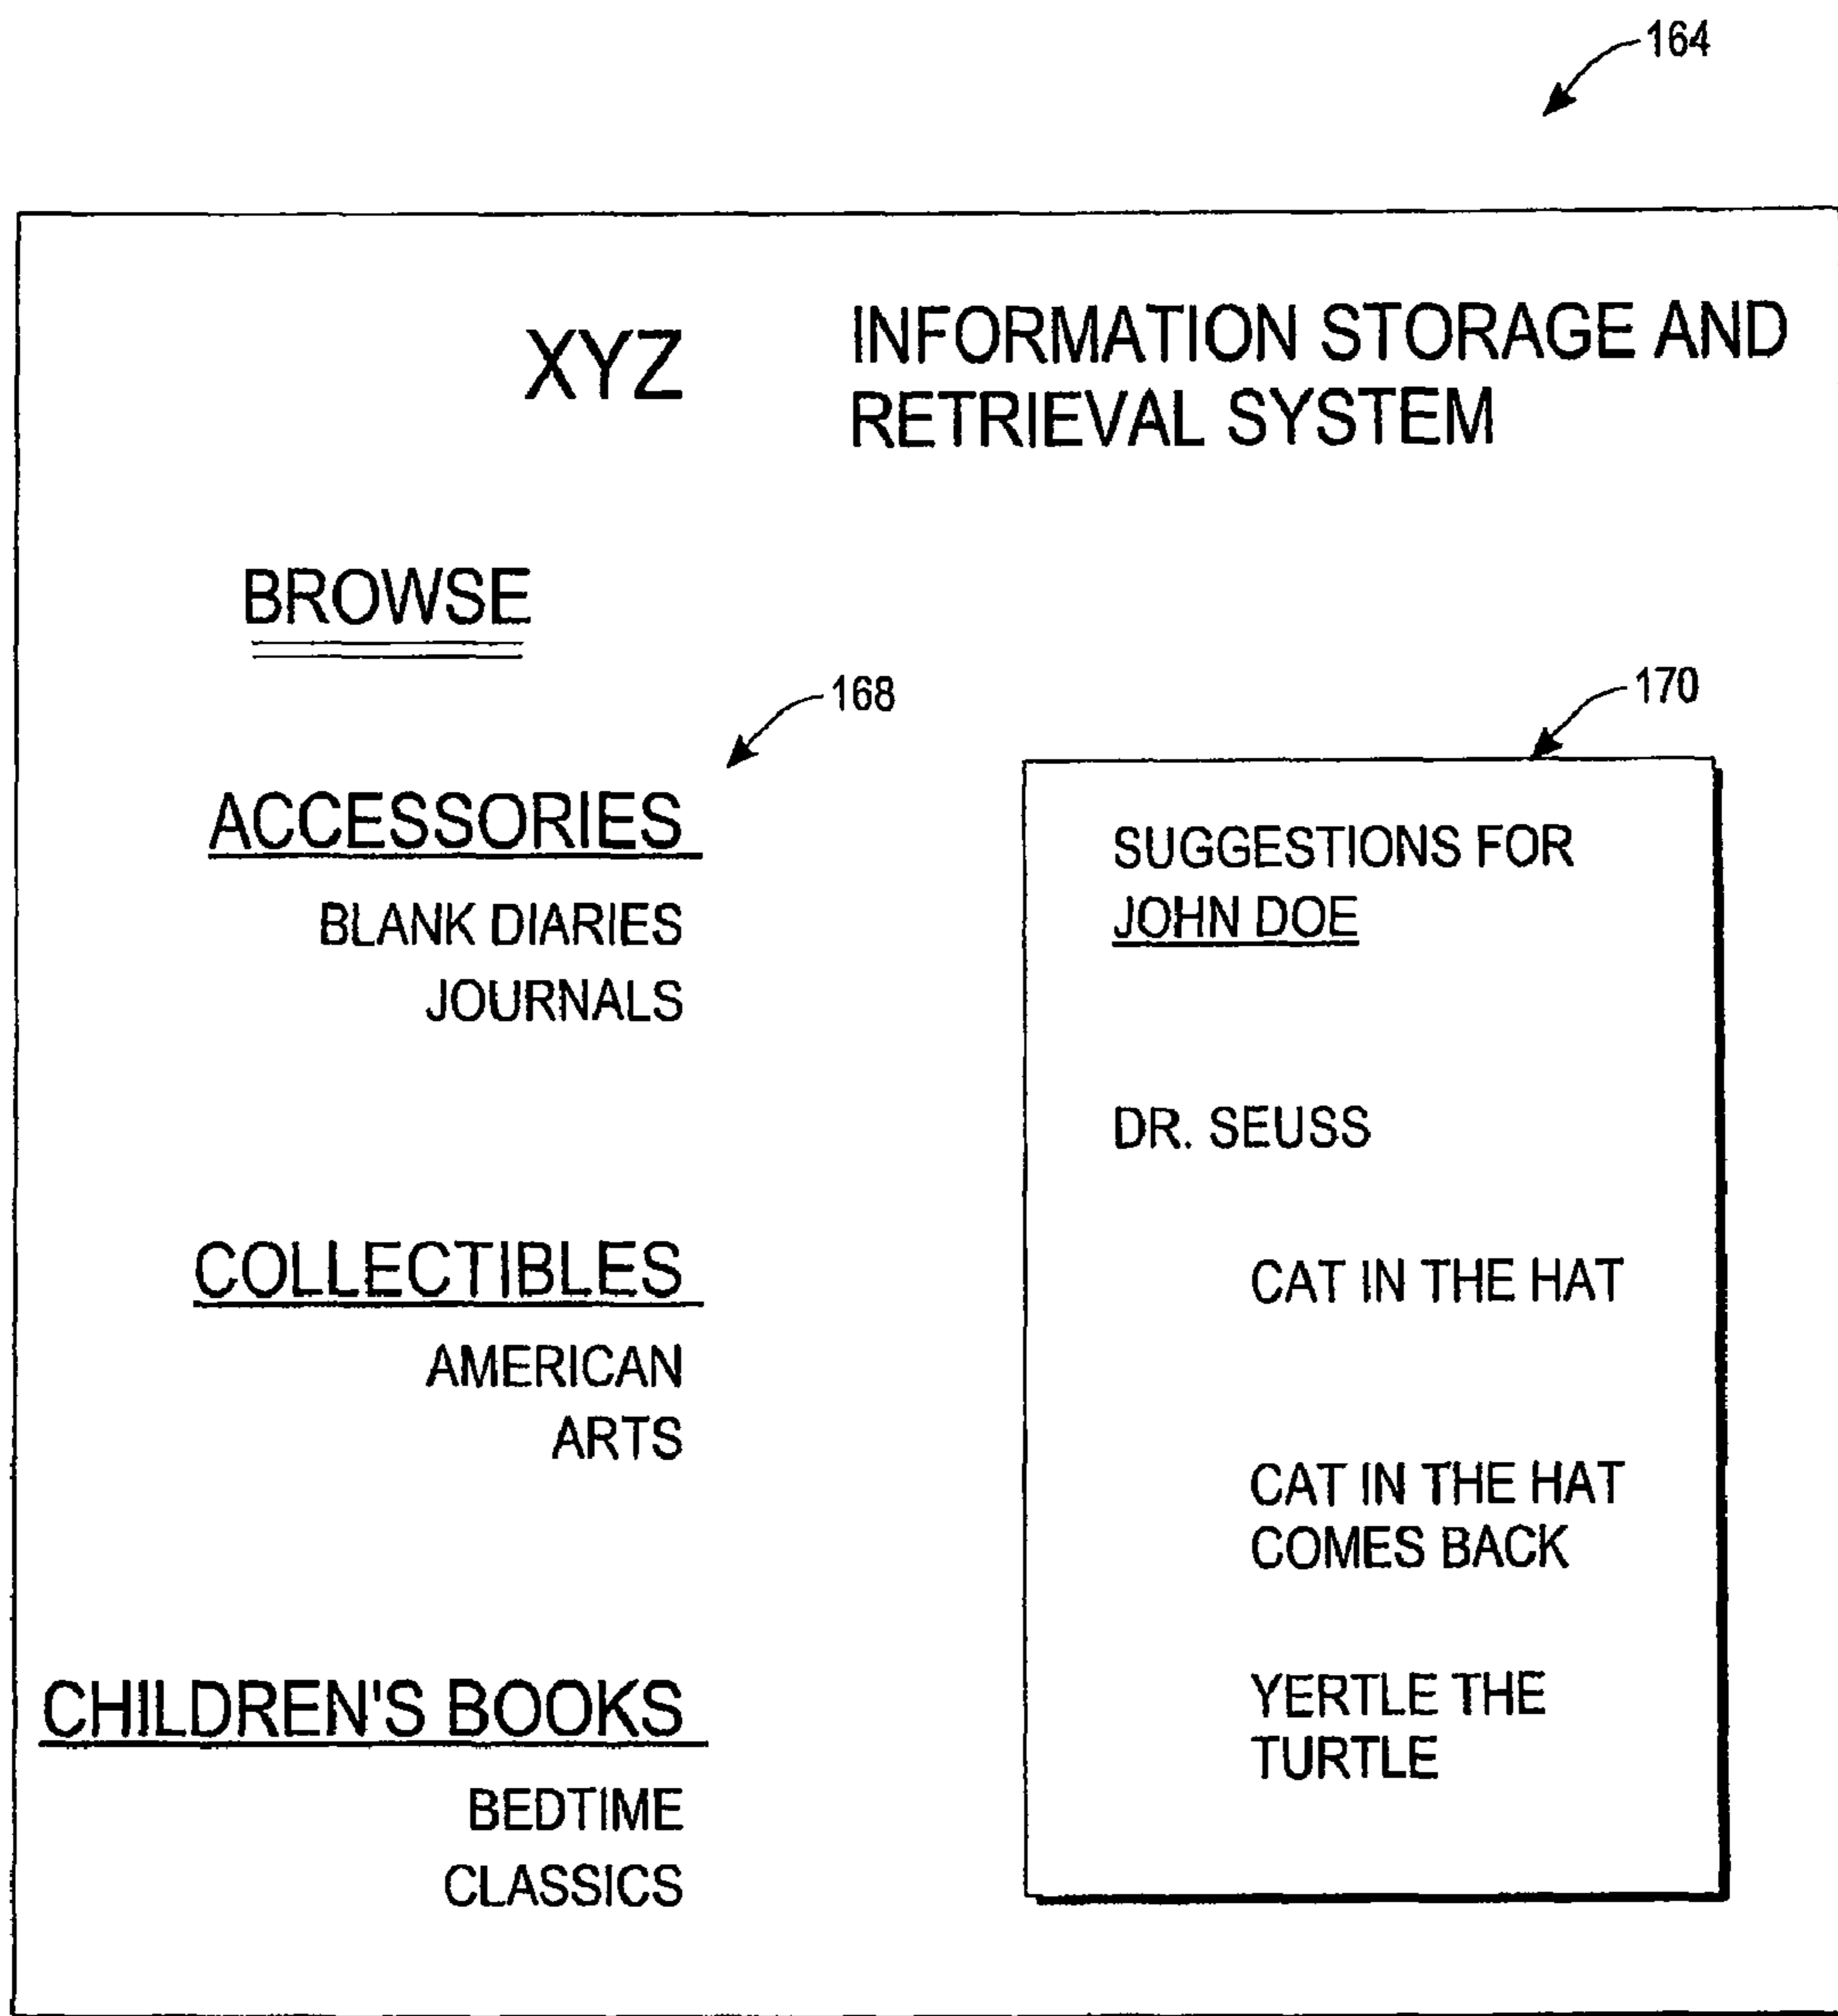 164
XYZ
INFORMATION STORAGE AND
RETRIEVAL SYSTEM
BROWSE
168
ACCESSORIES
BLANK DIARIES
JOURNALS
COLLECTIBLES
AMERICAN
ARTS
CHILDREN'S BOOKS
BEDTIME
CLASSICS
170
SUGGESTIONS FOR
JOHN DOE
DR. SEUSS
CAT IN THE HAT
CAT IN THE HAT
COMES BACK
YERTLE THE
TURTLE